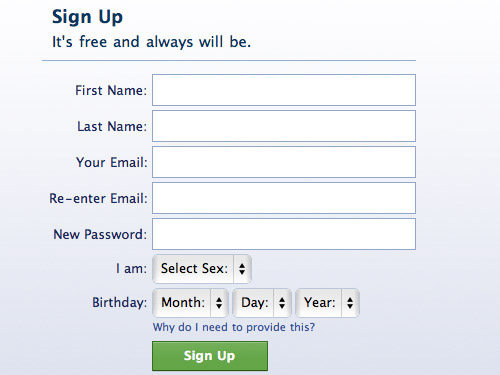 Sign Up
It's free and always will be.
First Name:
Last Name:
Your Email:
Re-enter Email:
New Password:
I am: Select Sex:
Birthday: Month: Day: Year:
Why do I need to provide this?
Sign Up